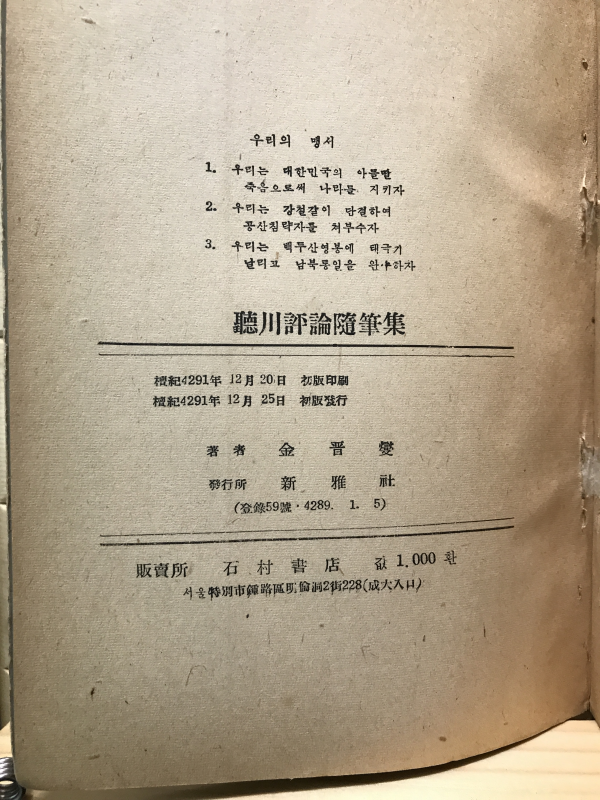 우리의 맹서
1. 우리는 대한민국의 아들딸
죽음으로써 나라를 지키자
2. 우리는 강철같이 단결하여
공산침략자를 쳐부수자
3. 우리는 백두산영봉에 태극기
날리고 남북통일을 완수하자
聽川評論隨筆集
檀紀4291年 12月 20日 初版印刷
檀紀4291年 12月 25日 初版發行
著者 金晋燮
發行所 新雅社
(登錄59號·4289. 1. 5)
販賣所 石村書店 값 1.000 환
서울特別市鍾路區明倫洞2街228(成大入口)